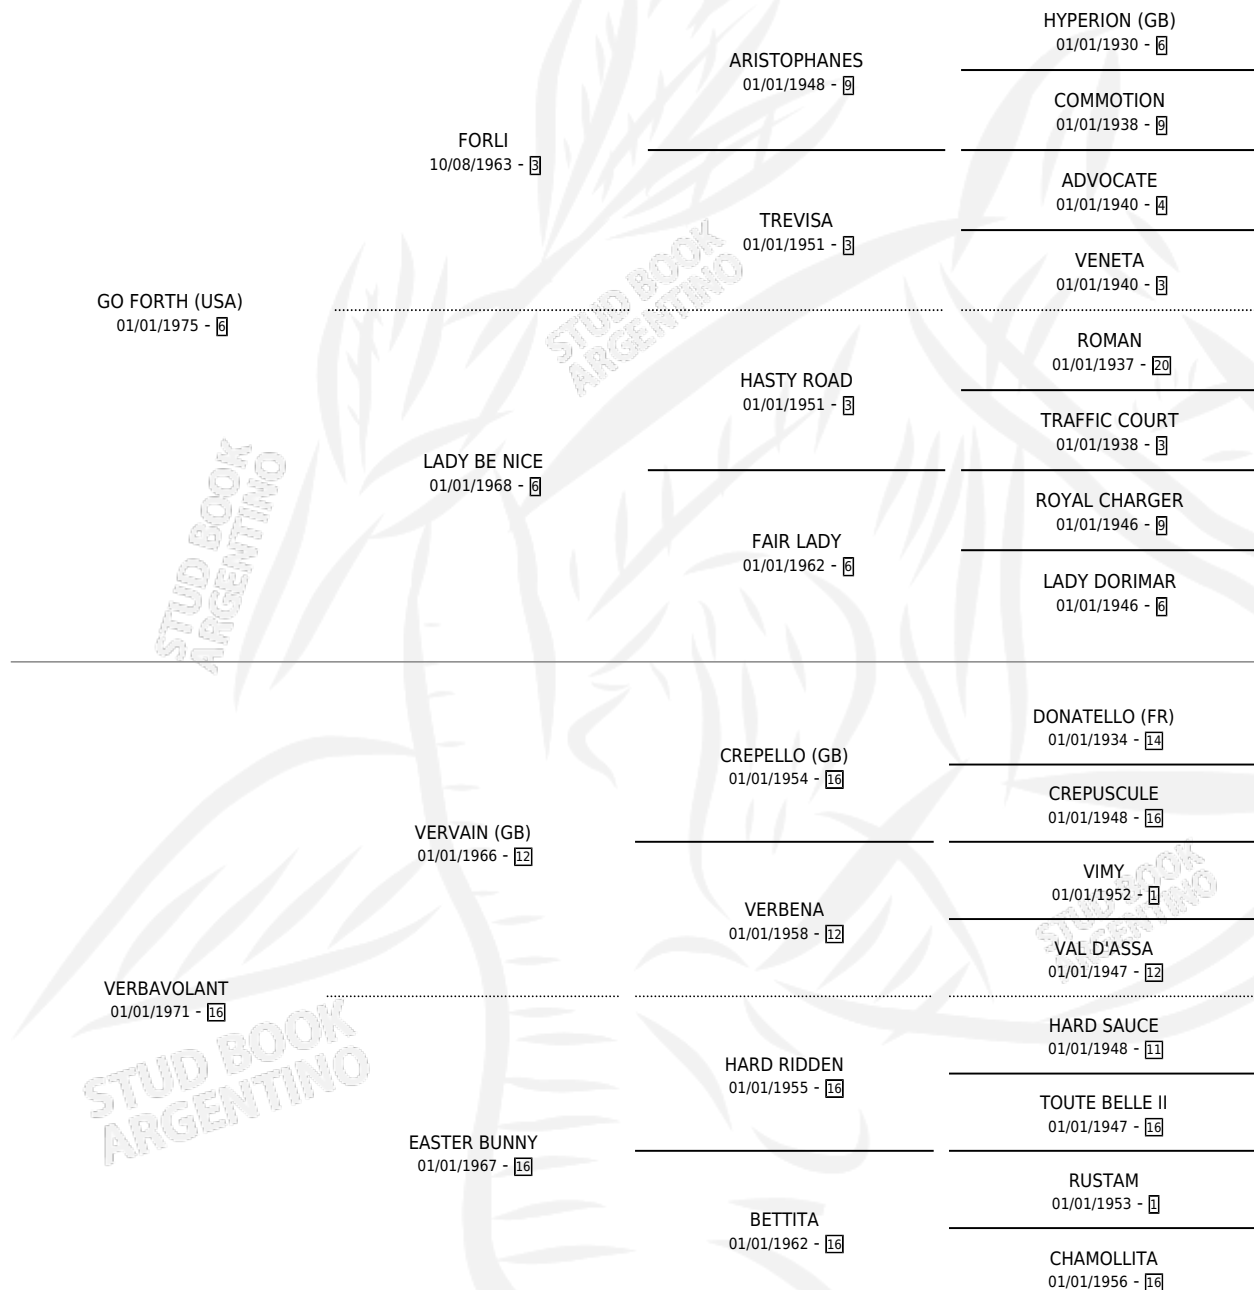 HYPERION (GB)
01/01/1930 - 6
ARISTOPHANES
01/01/1948 - 9
COMMOTION
01/01/1938 - 9
FORLI
10/08/1963 - 3
ADVOCATE
01/01/1940 - 4
TREVISA
01/01/1951 - 3
VENETA
01/01/1940 - 3
GO FORTH (USA)
01/01/1975 - 6
ROMAN
01/01/1937 - 20
HASTY ROAD
01/01/1951 - 3
TRAFFIC COURT
01/01/1938 - 3
LADY BE NICE
01/01/1968 - 6
ROYAL CHARGER
01/01/1946 - 9
FAIR LADY
01/01/1962 - 6
LADY DORIMAR
01/01/1946 - 6
DONATELLO (FR)
01/01/1934 - 14
CREPELLO (GB)
01/01/1954 - 16
CREPUSCULE
01/01/1948 - 16
VERVAIN (GB)
01/01/1966 - 12
VIMY
01/01/1952 - 1
VERBENA
01/01/1958 - 12
VAL D'ASSA
01/01/1947 - 12
VERBAVOLANT
01/01/1971 - 16
HARD SAUCE
01/01/1948 - 11
HARD RIDDEN
01/01/1955 - 16
TOUTE BELLE II
01/01/1947 - 16
EASTER BUNNY
01/01/1967 - 16
RUSTAM
01/01/1953 - 1
BETTITA
01/01/1962 - 16
CHAMOLLITA
01/01/1956 - 16
STUD BOOK
ARGENTINO
STUD BOOK
ARGENTINO
STUD BOOK
ARGENTINO
STUD BOOK
ARGENTINO